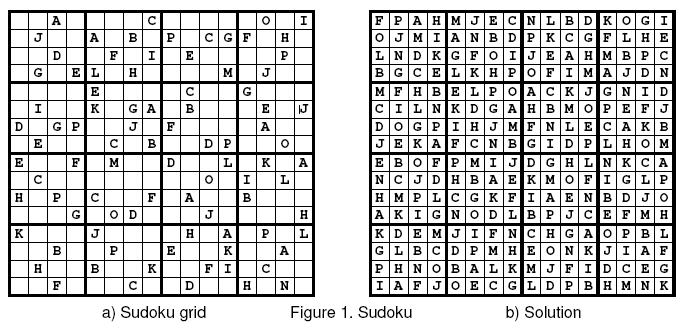 A C O I
J A B P C G F H
D F I E P
G E L H M J
E C G
I K G A B E J
D G P J F A
E C B D P O
E F M D L K A
C O I L
H P C F A B
G O D J H
K J H A P L
B P E K A
H B K F I C
F C D H N
F P A H M J E C N L B D K O G I
O J M I A N B D P K C G F L H E
L N D K G F O I J E A H M B P C
B G C E L K H P O F I M A J D N
M F H B E L P O A C K J G N I D
C I L N K D G A H B M O P E F J
D O G P I H J M F N L E C A K B
J E K A F C N B G I D P L H O M
E B O F P M I J D G H L N K C A
N C J D H B A E K M O F I G L P
H M P L C G K F I A E N B D J O
A K I G N O D L B P J C E F M H
K D E M J I F N C H G A O P B L
G L B C D P M H E O N K J I A F
P H N O B A L K M J F I D C E G
I A F J O E C G L D P B H M N K
a) Sudoku grid Figure 1. Sudoku b) Solution